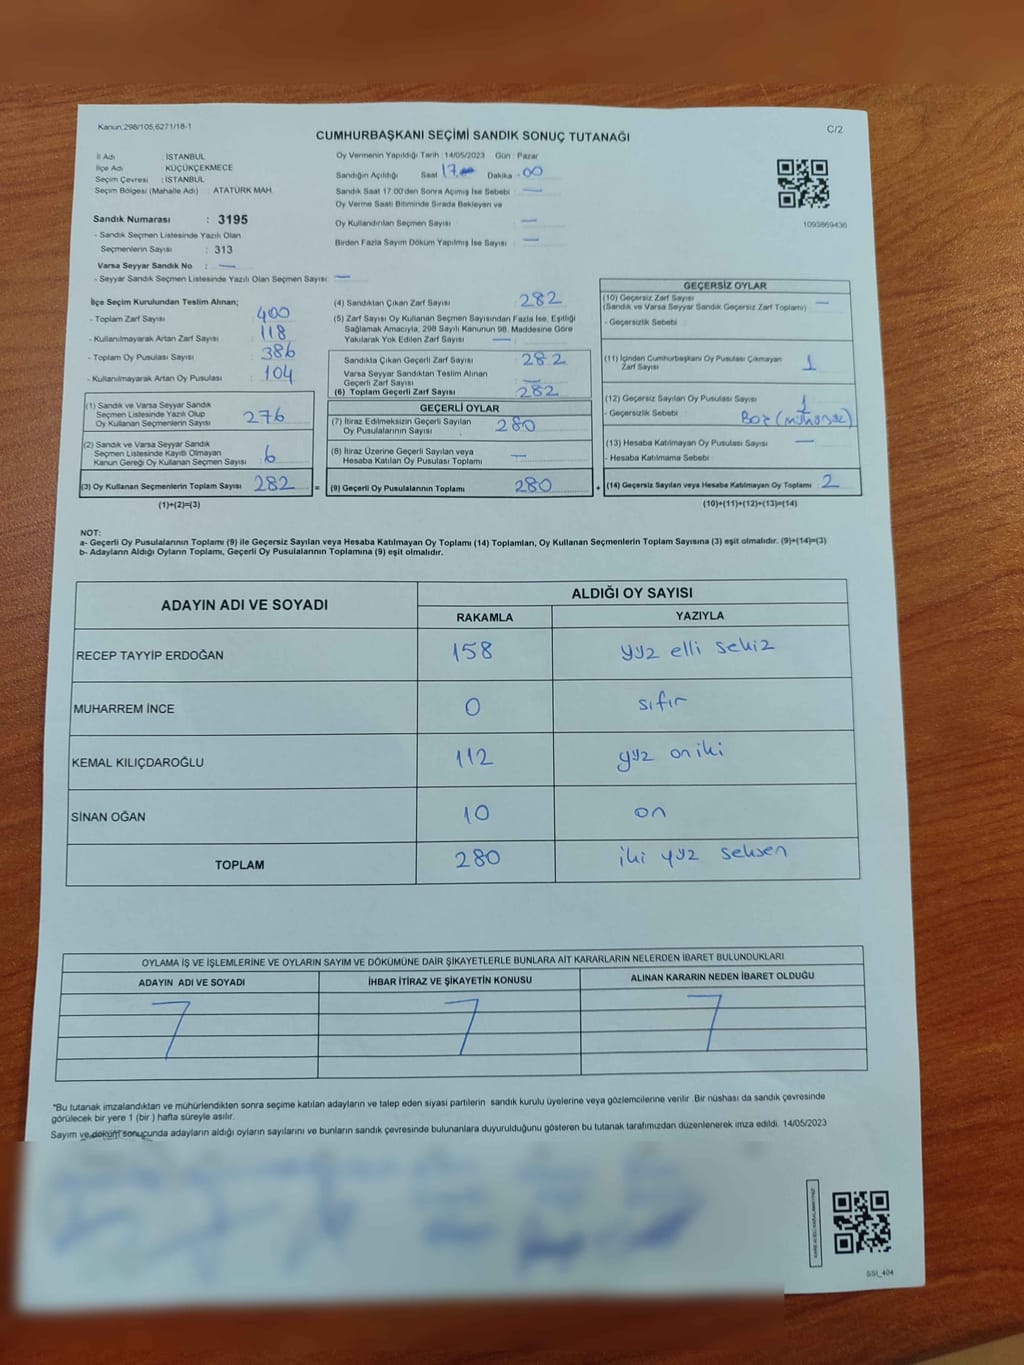 Kanun:298/105,6271/18-1
C/2
CUMHURBAŞKANI SEÇİMİ SANDIK SONUÇ TUTANAĞI
İl Adı : İSTANBUL
İlçe Adı : KÜÇÜKÇEKMECE
Seçim Çevresi : İSTANBUL
Seçim Bölgesi (Mahalle Adı) : ATATÜRK MAH.
Sandık Numarası : 3195
- Sandık Seçmen Listesinde Yazılı Olan
Seçmenlerin Sayısı : 313
Varsa Seyyar Sandık No : —
- Seyyar Sandık Seçmen Listesinde Yazılı Olan Seçmen Sayısı : —
Oy Vermenin Yapıldığı Tarih : 14/05/2023 Gün : Pazar
Sandığın Açıldığı Saat 17 Dakika : 00
Sandık Saat 17:00'den Sonra Açımış İse Sebebi : —
Oy Verme Saati Bitiminde Sırada Bekleyen ve
Oy Kullandırılan Seçmen Sayısı : —
Birden Fazla Sayım Döküm Yapılmış İse Sayısı : —
1093869436
İlçe Seçim Kurulundan Teslim Alınan;
- Toplam Zarf Sayısı : 400
- Kullanılmayarak Artan Zarf Sayısı : 118
- Toplam Oy Pusulası Sayısı : 386
- Kullanılmayarak Artan Oy Pusulası : 104
(1) Sandık ve Varsa Seyyar Sandık
Seçmen Listesinde Yazılı Olup
Oy Kullanan Seçmenlerin Sayısı : 276
(2) Sandık ve Varsa Seyyar Sandık
Seçmen Listesinde Kayıtlı Olmayan
Kanun Gereği Oy Kullanan Seçmen Sayısı : 6
(3) Oy Kullanan Seçmenlerin Toplam Sayısı : 282 =
(1)+(2)=(3)
(4) Sandıktan Çıkan Zarf Sayısı : 282
(5) Zarf Sayısı Oy Kullanan Seçmen Sayısından Fazla İse, Eşitliği
Sağlamak Amacıyla, 298 Sayılı Kanunun 98. Maddesine Göre
Yakılarak Yok Edilen Zarf Sayısı : —
Sandıkta Çıkan Geçerli Zarf Sayısı : 282
Varsa Seyyar Sandıktan Teslim Alınan
Geçerli Zarf Sayısı : —
(6) Toplam Geçerli Zarf Sayısı : 282
GEÇERLİ OYLAR
(7) İtiraz Edilmeksizin Geçerli Sayılan
Oy Pusulalarının Sayısı : 280
(8) İtiraz Üzerine Geçerli Sayılan veya
Hesaba Katılan Oy Pusulası Toplamı : —
(9) Geçerli Oy Pusulalarının Toplamı : 280 +
GEÇERSİZ OYLAR
(10) Geçersiz Zarf Sayısı : —
(Sandık ve Varsa Seyyar Sandık Geçersiz Zarf Toplamı)
- Geçersizlik Sebebi :
(11) İçinden Cumhurbaşkanı Oy Pusulası Çıkmayan
Zarf Sayısı : 1
(12) Geçersiz Sayılan Oy Pusulası Sayısı : 1
- Geçersizlik Sebebi : Boş (mühürsüz)
(13) Hesaba Katılmayan Oy Pusulası Sayısı : —
- Hesaba Katılmama Sebebi
(14) Geçersiz Sayılan veya Hesaba Katılmayan Oy Toplamı : 2
(10)+(11)+(12)+(13)=(14)
NOT:
a- Geçerli Oy Pusulalarının Toplamı (9) ile Geçersiz Sayılan veya Hesaba Katılmayan Oy Toplamı (14) Toplamları, Oy Kullanan Seçmenlerin Toplam Sayısına (3) eşit olmalıdır. (9)+(14)=(3)
b- Adayların Aldığı Oyların Toplamı, Geçerli Oy Pusulalarının Toplamına (9) eşit olmalıdır.
ADAYIN ADI VE SOYADI
ALDIĞI OY SAYISI
RAKAMLA YAZIYLA
RECEP TAYYİP ERDOĞAN 158 yüz elli sekiz
MUHARREM İNCE 0 sıfır
KEMAL KILIÇDAROĞLU 112 yüz oniki
SİNAN OĞAN 10 on
TOPLAM 280 iki yüz seksen
OYLAMA İŞ VE İŞLEMLERİNE VE OYLARIN SAYIM VE DÖKÜMÜNE DAİR ŞİKAYETLERLE BUNLARA AİT KARARLARIN NELERDEN İBARET BULUNDUKLARI
ADAYIN ADI VE SOYADI İHBAR İTİRAZ VE ŞİKAYETİN KONUSU ALINAN KARARIN NEDEN İBARET OLDUĞU
*Bu tutanak imzalandıktan ve mühürlendikten sonra seçime katılan adayların ve talep eden siyasi partilerin sandık kurulu üyelerine veya gözlemcilerine verilir .Bir nüshası da sandık çevresinde
görülecek bir yere 1 (bir ) hafta süreyle asılır.
Sayım ve döküm sonucunda adayların aldığı oyların sayılarını ve bunların sandık çevresinde bulunanlara duyurulduğunu gösteren bu tutanak tarafımızdan düzenlenerek imza edildi. 14/05/2023
SSI_404